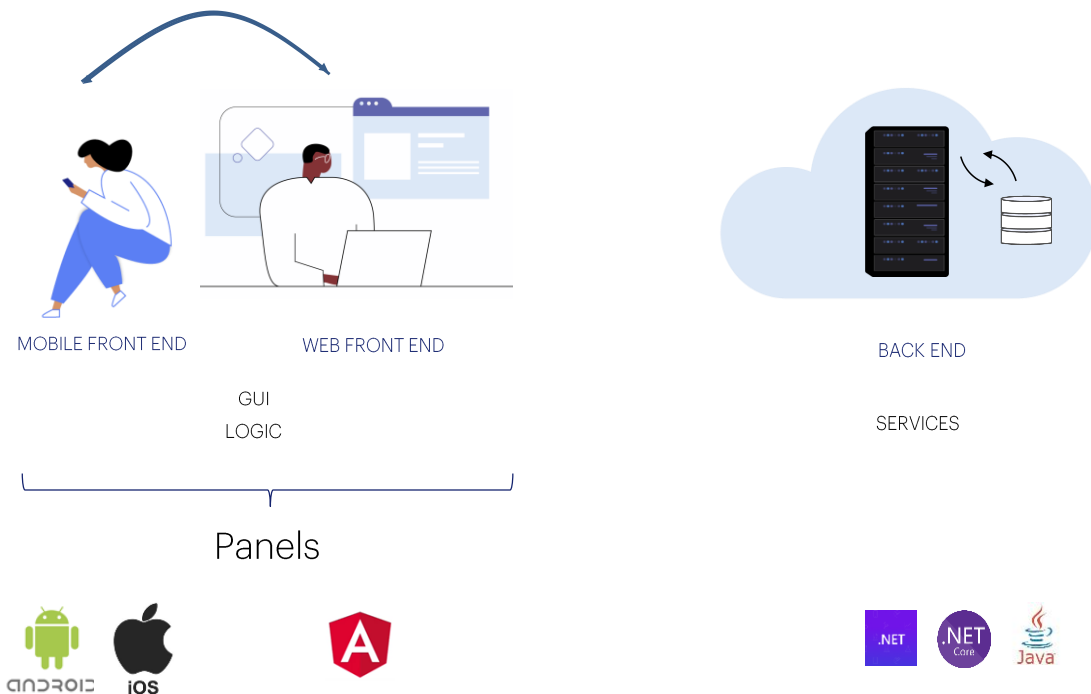 MOBILE FRONT END
WEB FRONT END
BACK END
GUI
LOGIC
SERVICES
Panels
android
iOS
A
.NET
.NET
Core
Java